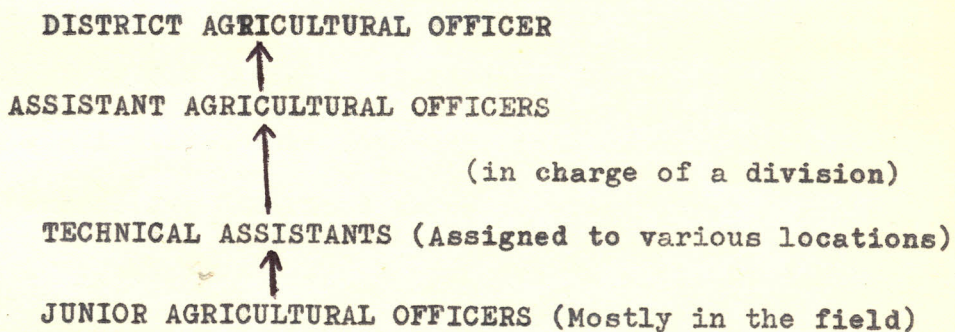 DISTRICT AGRICULTURAL OFFICER
ASSISTANT AGRICULTURAL OFFICERS
(in charge of a division)
TECHNICAL ASSISTANTS (Assigned to various locations)
JUNIOR AGRICULTURAL OFFICERS (Mostly in the field)